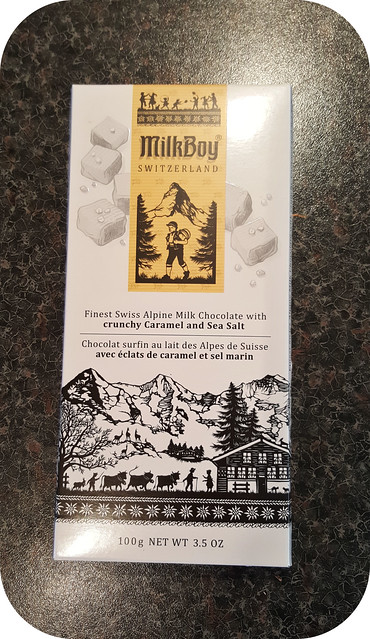 MilkBoy®
SWITZERLAND
Finest Swiss Alpine Milk Chocolate with
crunchy Caramel and Sea Salt
Chocolat surfin au lait des Alpes de Suisse
avec éclats de caramel et sel marin
100g NET WT 3.5 OZ